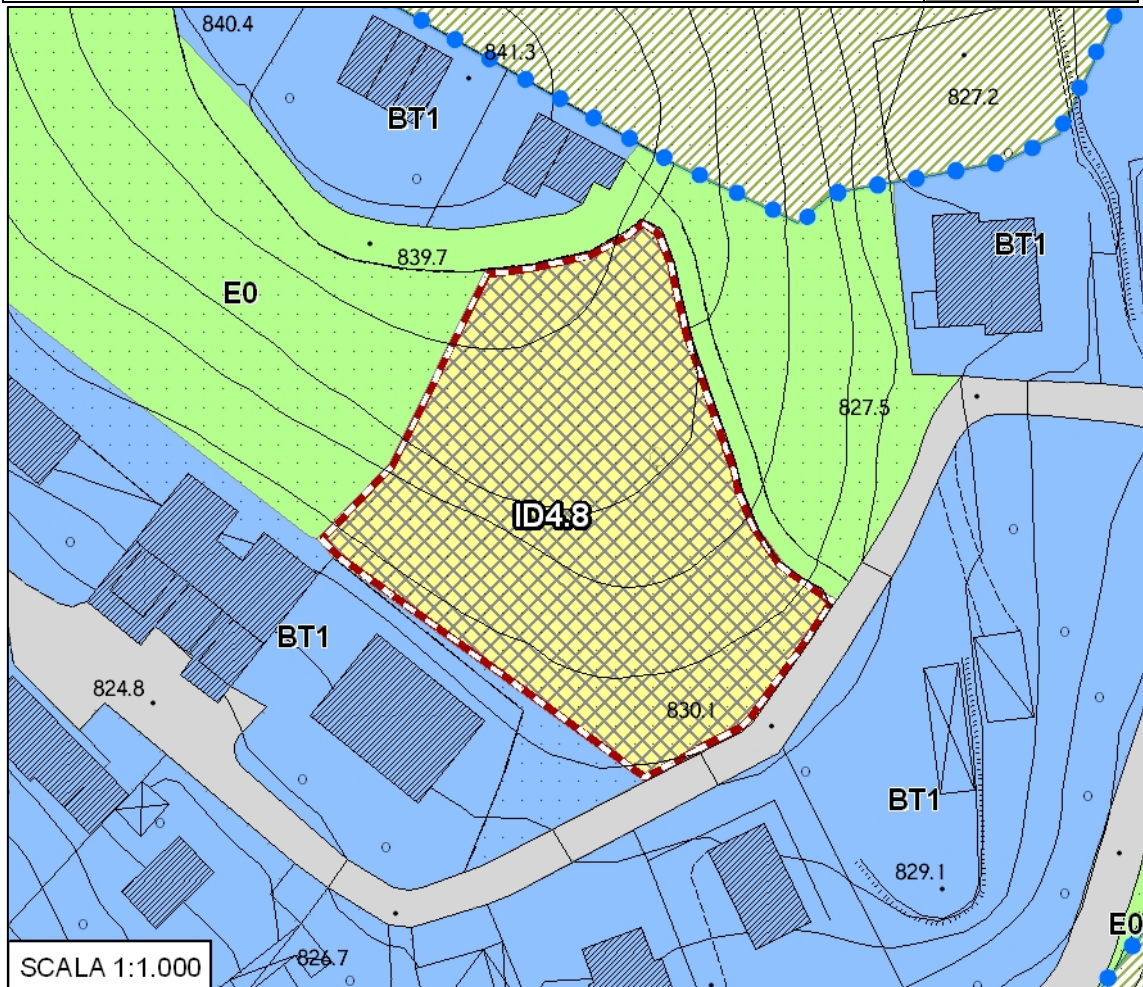 840.4
841.3
827.2
BT1
BT1
839.7
E0
827.5
ID4.8
BT1
824.8
830.1
BT1
829.1
E0
826.7
SCALA 1:1.000